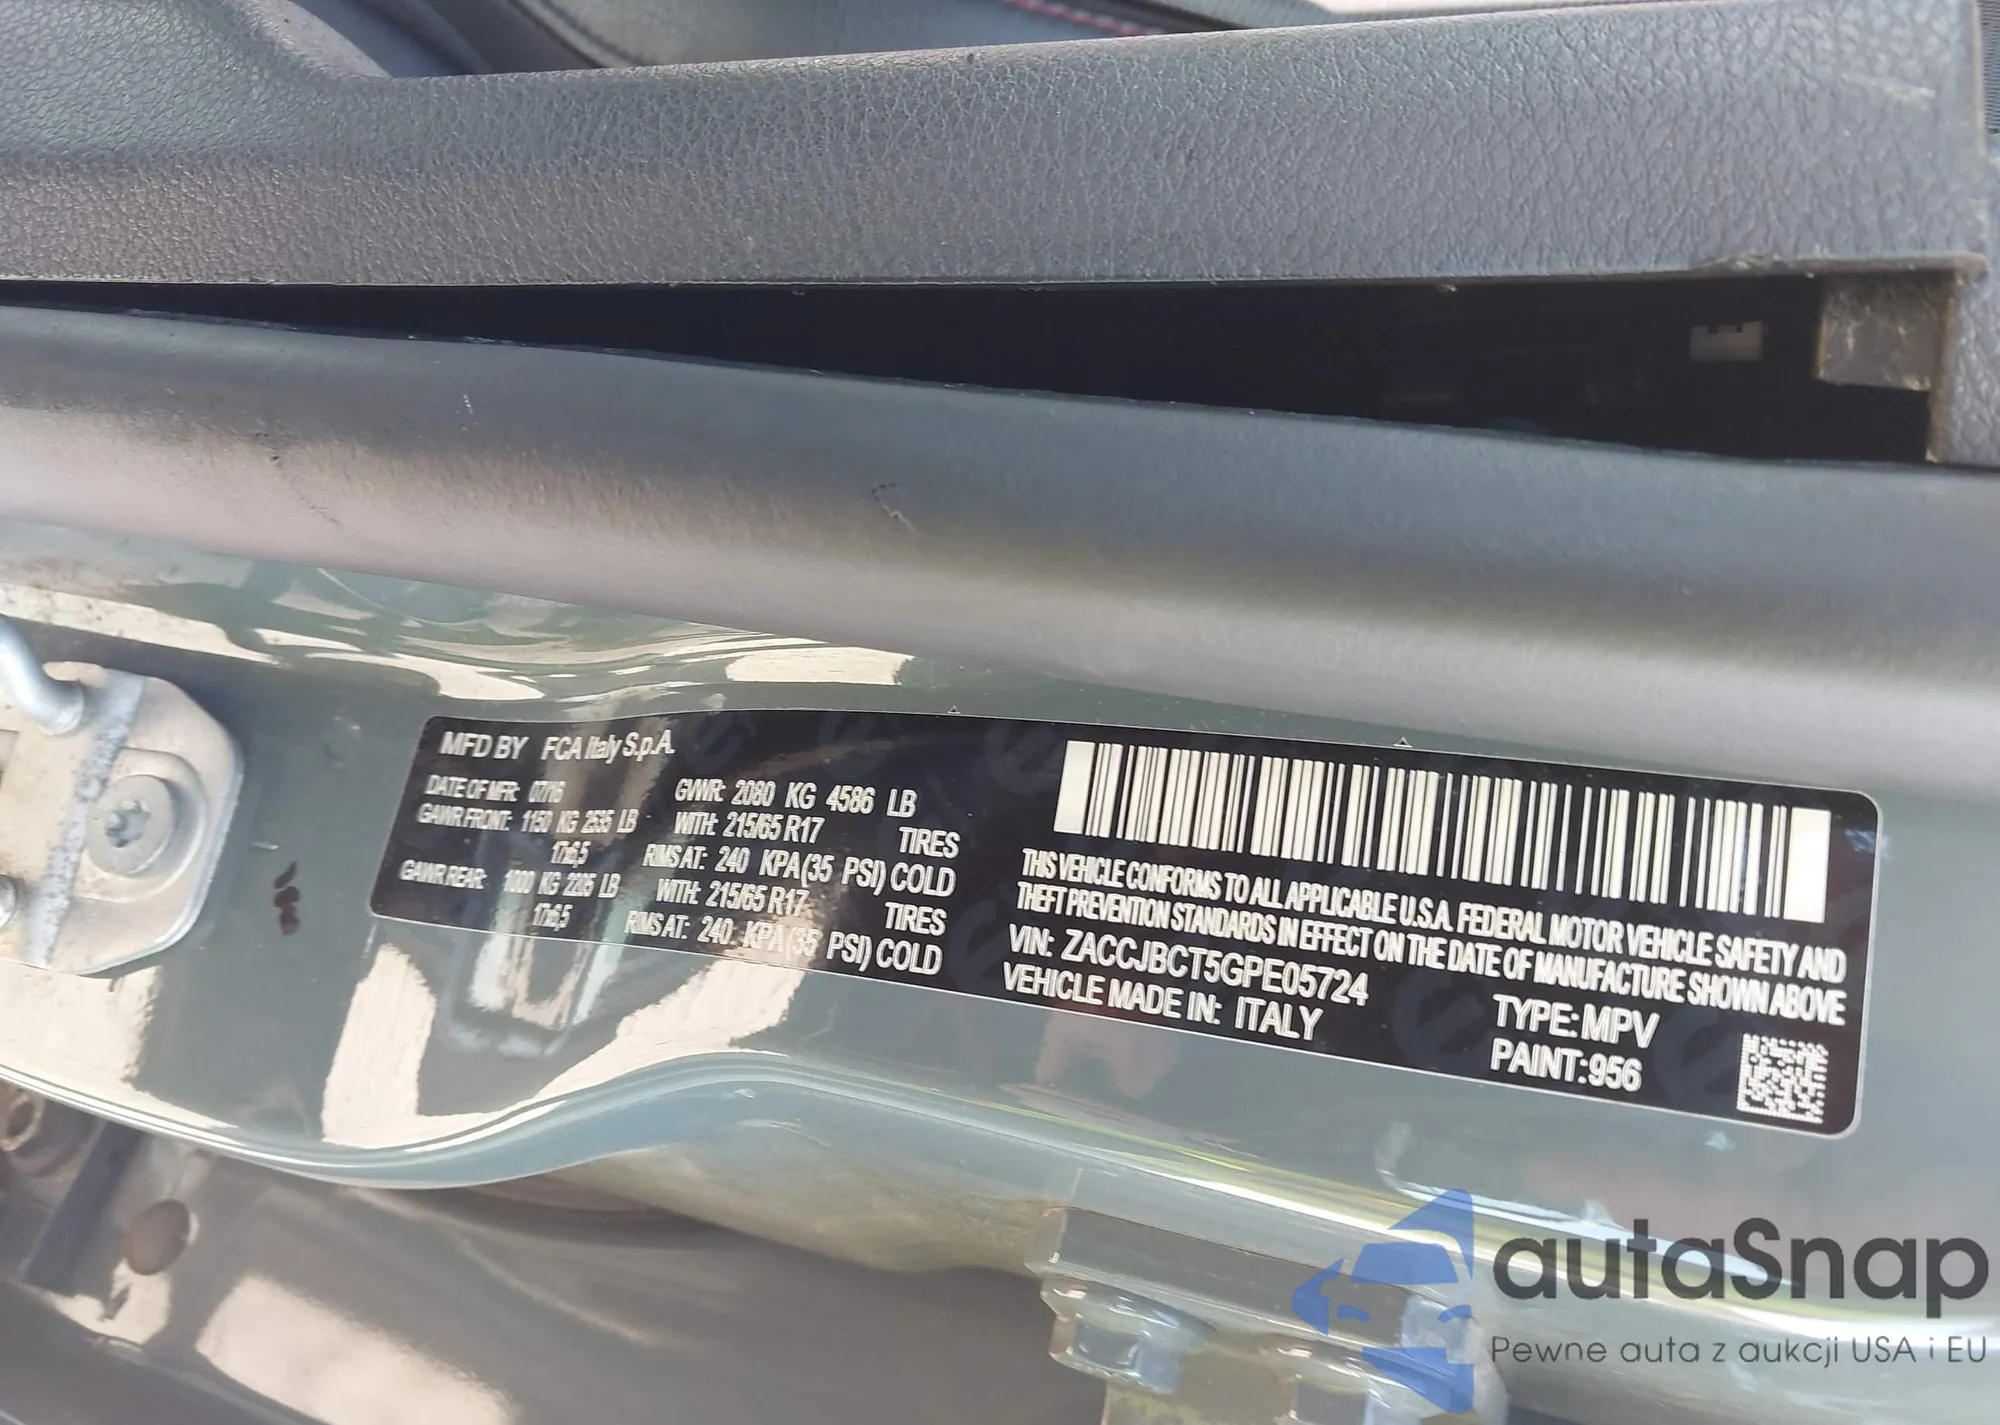 MFD BY FCA Italy S.p.A.
DATE OF MFR: 07/16 GVWR: 2080 KG 4586 LB
GAWR FRONT: 1150 KG 2535 LB WITH: 215/65 R17 TIRES
17x6,5 RIMS AT: 240 KPA(35 PSI) COLD
GAWR REAR: 1000 KG 2205 LB WITH: 215/65 R17 TIRES
17x6,5 RIMS AT: 240 KPA(35 PSI) COLD
THIS VEHICLE CONFORMS TO ALL APPLICABLE U.S.A. FEDERAL MOTOR VEHICLE SAFETY AND
THEFT PREVENTION STANDARDS IN EFFECT ON THE DATE OF MANUFACTURE SHOWN ABOVE
VIN: ZACCJBCT5GPE05724 TYPE: MPV
VEHICLE MADE IN: ITALY PAINT: 956
autaSnap
Pewne auta z aukcji USA i EU